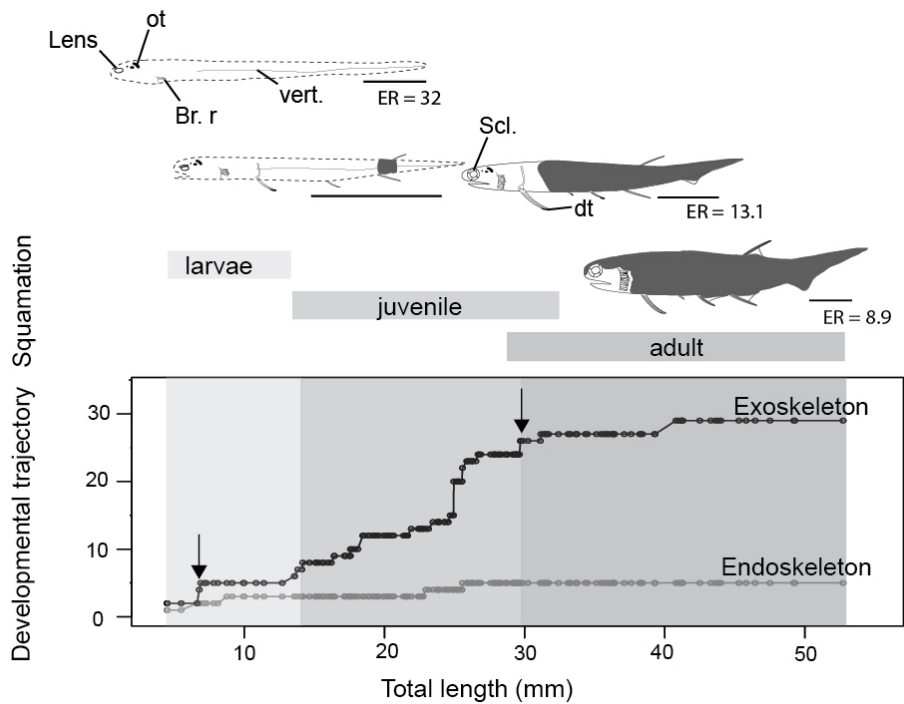 ot
Lens
Br. r
vert.
ER = 32
Scl.
dt
ER = 13.1
larvae
juvenile
ER = 8.9
adult
Squamation
Developmental trajectory
30
20
10
0
Exoskeleton
Endoskeleton
10 20 30 40 50
Total length (mm)